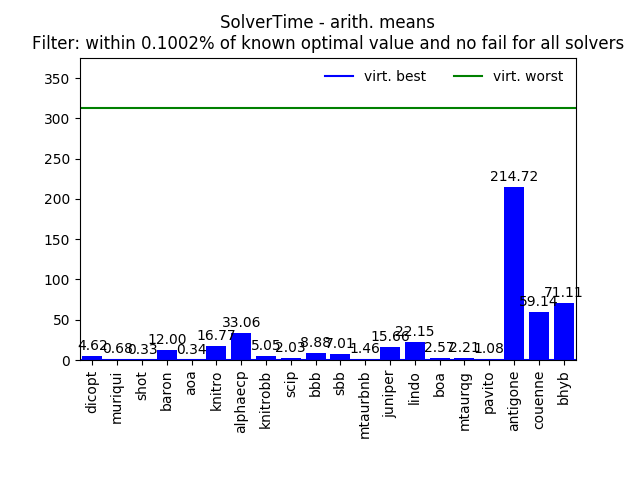 SolverTime - arith. means
Filter: within 0.1002% of known optimal value and no fail for all solvers
virt. best
virt. worst
350
300
250
200
150
100
50
0
4.62
0.68
0.33
12.00
0.34
16.77
33.06
5.05
2.03
8.88
7.01
1.46
15.66
22.15
2.57
2.21
1.08
214.72
59.14
71.11
dicopt
muriqui
shot
baron
aoa
knitro
alphaecp
knitrobb
scip
bbb
sbb
mtaurbnb
juniper
lindo
boa
mtaurqg
pavito
antigone
couenne
bhyb